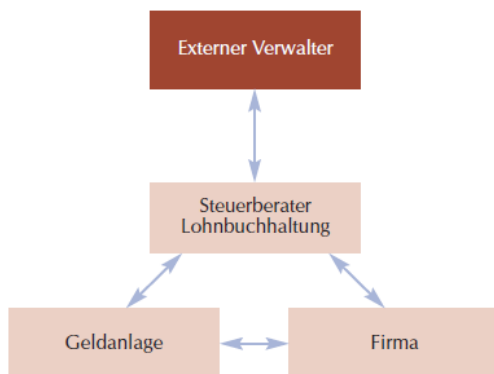 Externer Verwalter
Steuerberater
Lohnbuchhaltung
Geldanlage
Firma